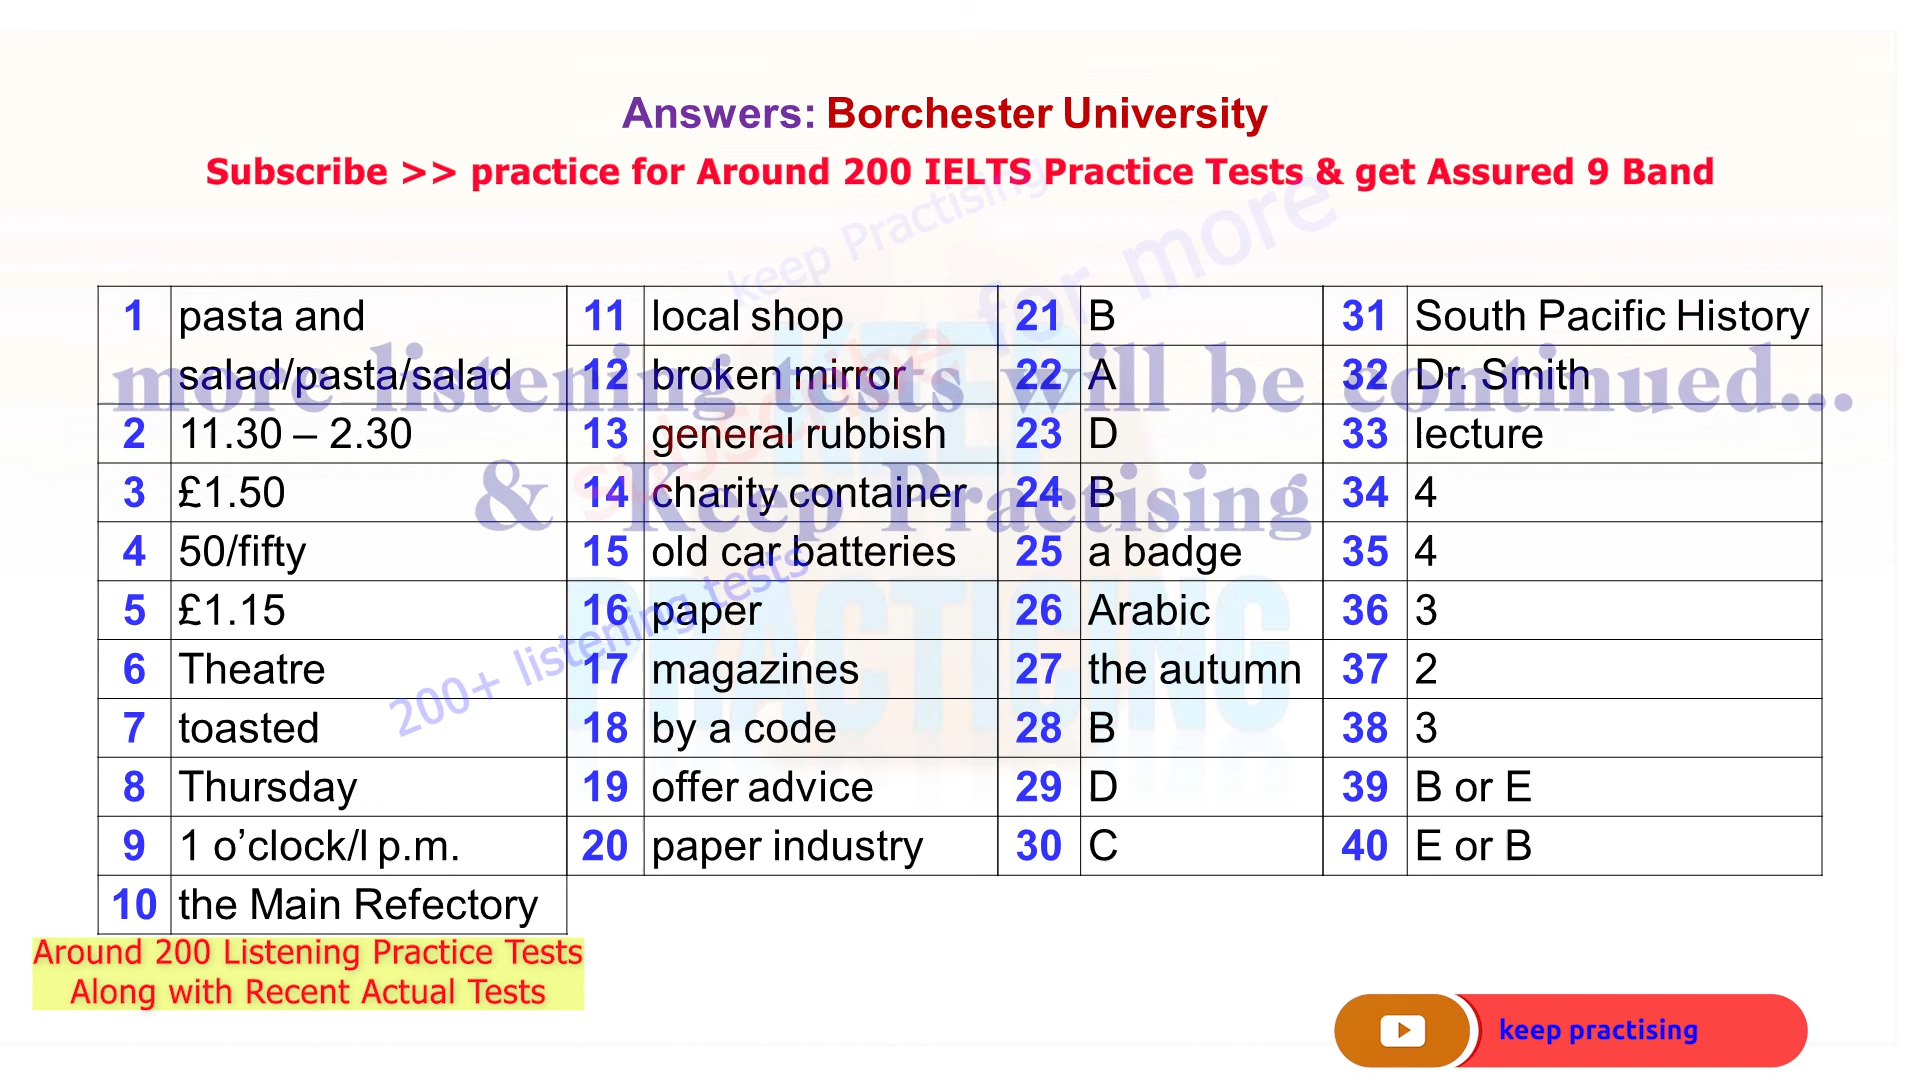 Answers: Borchester University
Subscribe >> practice for Around 200 IELTS Practice Tests & get Assured 9 Band
keep Practising
subscribe for more
more listening tests will be continued...
& Keep Practising
200+ listening tests
KEEP
PRACTICING
1 pasta and
salad/pasta/salad
2 11.30 – 2.30
3 £1.50
4 50/fifty
5 £1.15
6 Theatre
7 toasted
8 Thursday
9 1 o’clock/l p.m.
10 the Main Refectory
11 local shop
12 broken mirror
13 general rubbish
14 charity container
15 old car batteries
16 paper
17 magazines
18 by a code
19 offer advice
20 paper industry
21 B
22 A
23 D
24 B
25 a badge
26 Arabic
27 the autumn
28 B
29 D
30 C
31 South Pacific History
32 Dr. Smith
33 lecture
34 4
35 4
36 3
37 2
38 3
39 B or E
40 E or B
Around 200 Listening Practice Tests
Along with Recent Actual Tests
keep practising